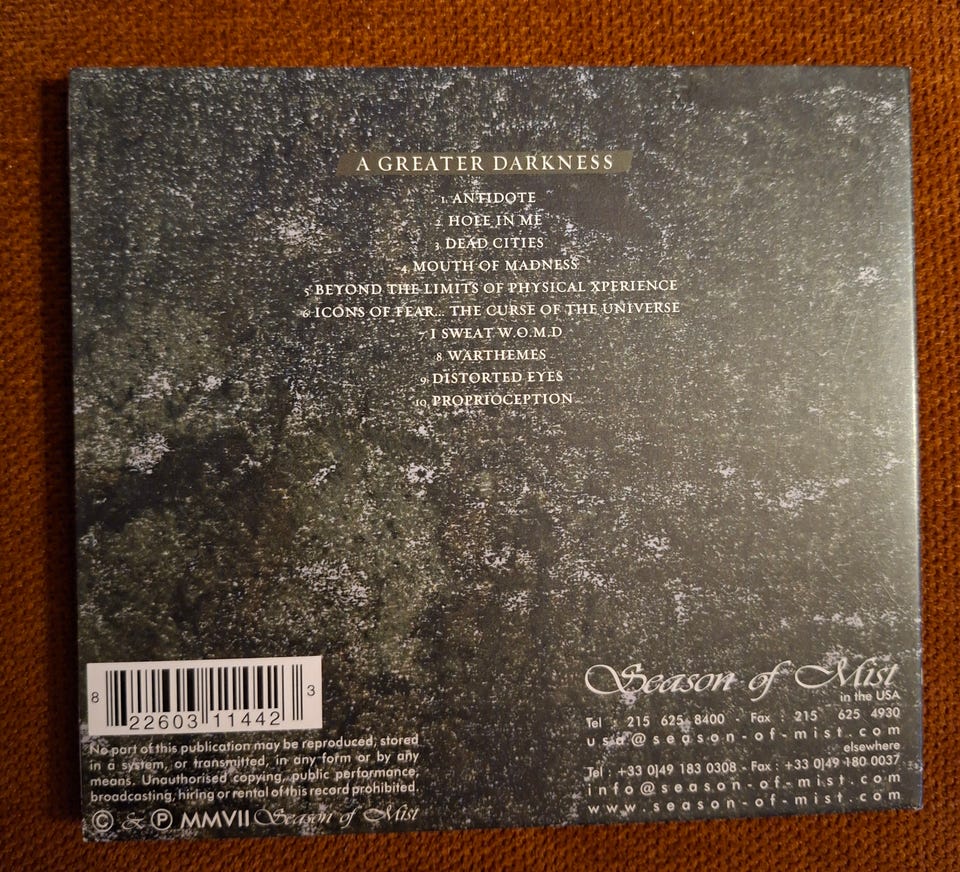 A GREATER DARKNESS
1. ANTIDOTE
2. HOLE IN ME
3. DEAD CITIES
4. MOUTH OF MADNESS
5. BEYOND THE LIMITS OF PHYSICAL XPERIENCE
6. ICONS OF FEAR... THE CURSE OF THE UNIVERSE
7. I SWEAT W.O.M.D
8. WARTHEMES
9. DISTORTED EYES
10. PROPRIOCEPTION
8 22603 11442 3
No part of this publication may be reproduced, stored
in a system, or transmitted, in any form or by any
means. Unauthorised copying, public performance,
broadcasting, hiring or rental of this record prohibited.
© & ℗ MMVII Season of Mist
Season of Mist
in the USA
Tel : 215 625 8400 - Fax : 215 625 4930
usa@season-of-mist.com
elsewhere
Tel : +33 0)49 183 0308 - Fax : +33 0)49 180 0037
info@season-of-mist.com
www.season-of-mist.com